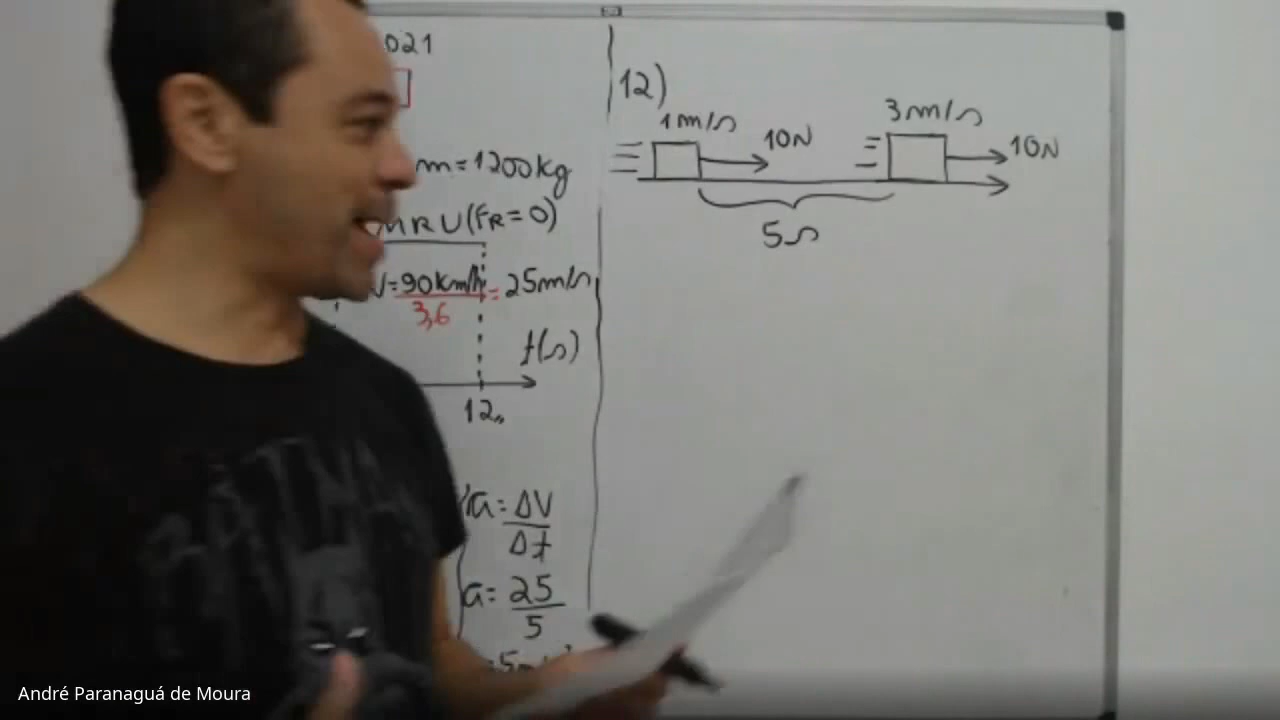 021
m=1200kg
MRU(FR=0)
V=90km/h=25m/s
3,6
t(s)
12
a=ΔV
Δt
a=25
5
12)
1m/s
10N
3m/s
10N
5s
André Paranaguá de Moura